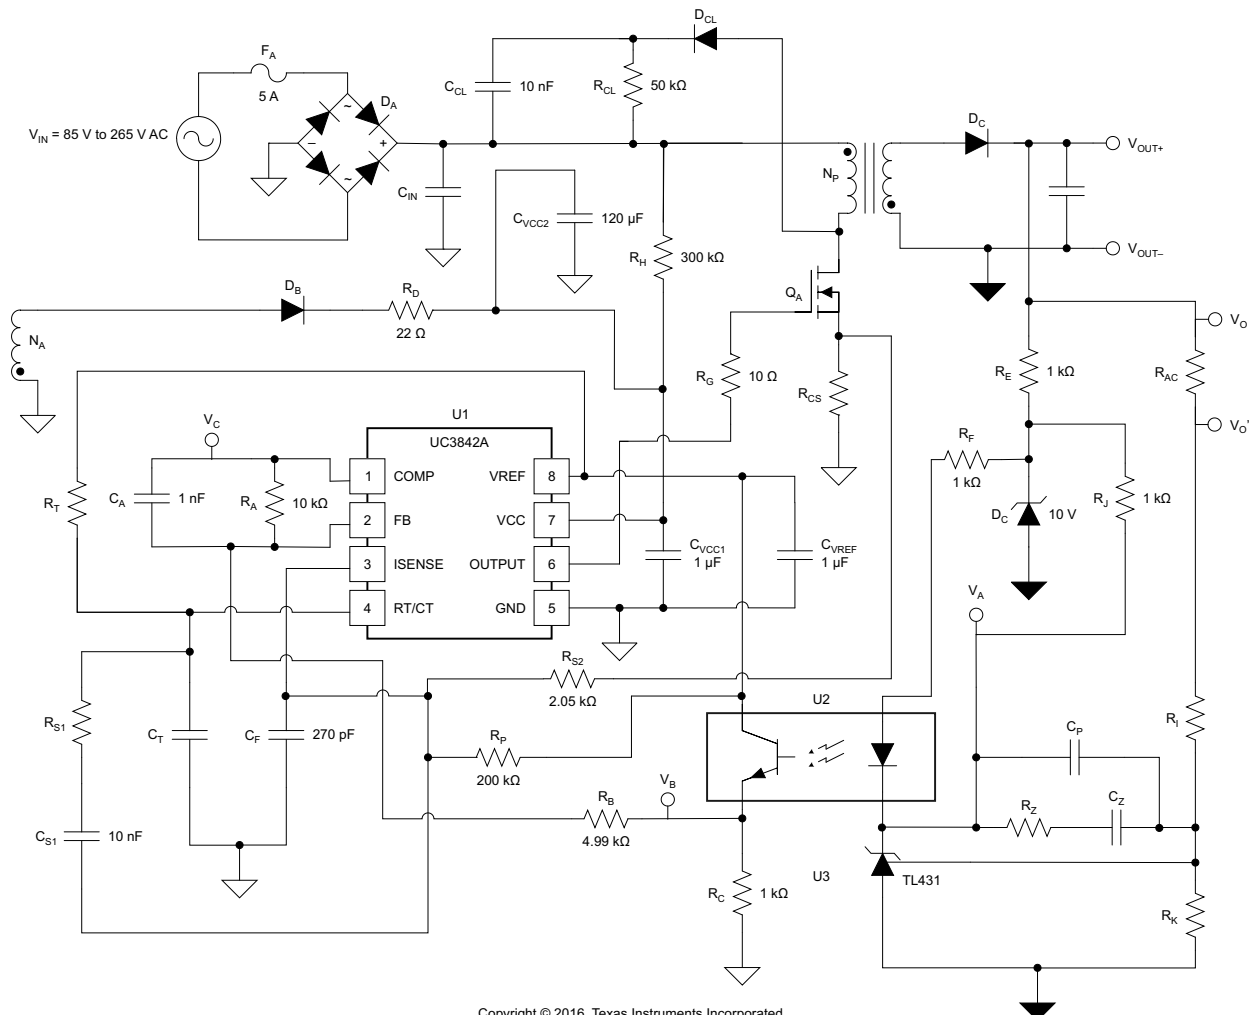 D_CL
F_A
5 A
D_A
C_CL
10 nF
R_CL
50 kΩ
D_C
V_IN = 85 V to 265 V AC
~
~
–
+
V_OUT+
N_P
C_IN
C_VCC2
120 µF
R_H
300 kΩ
V_OUT–
D_B
R_D
22 Ω
Q_A
V_O
N_A
R_G
10 Ω
R_CS
R_E
1 kΩ
R_AC
U1
V_C
V_O'
UC3842A
R_F
1 kΩ
1 COMP
VREF 8
C_A
1 nF
R_A
10 kΩ
R_T
2 FB
VCC 7
R_J
1 kΩ
D_C
10 V
3 ISENSE
OUTPUT 6
C_VCC1
1 µF
C_VREF
1 µF
4 RT/CT
GND 5
V_A
R_S2
2.05 kΩ
U2
R_S1
C_T
C_F
270 pF
R_P
200 kΩ
C_P
R_I
V_B
R_B
4.99 kΩ
R_Z
C_Z
C_S1
10 nF
U3
TL431
R_C
1 kΩ
R_K
Copyright © 2016, Texas Instruments Incorporated